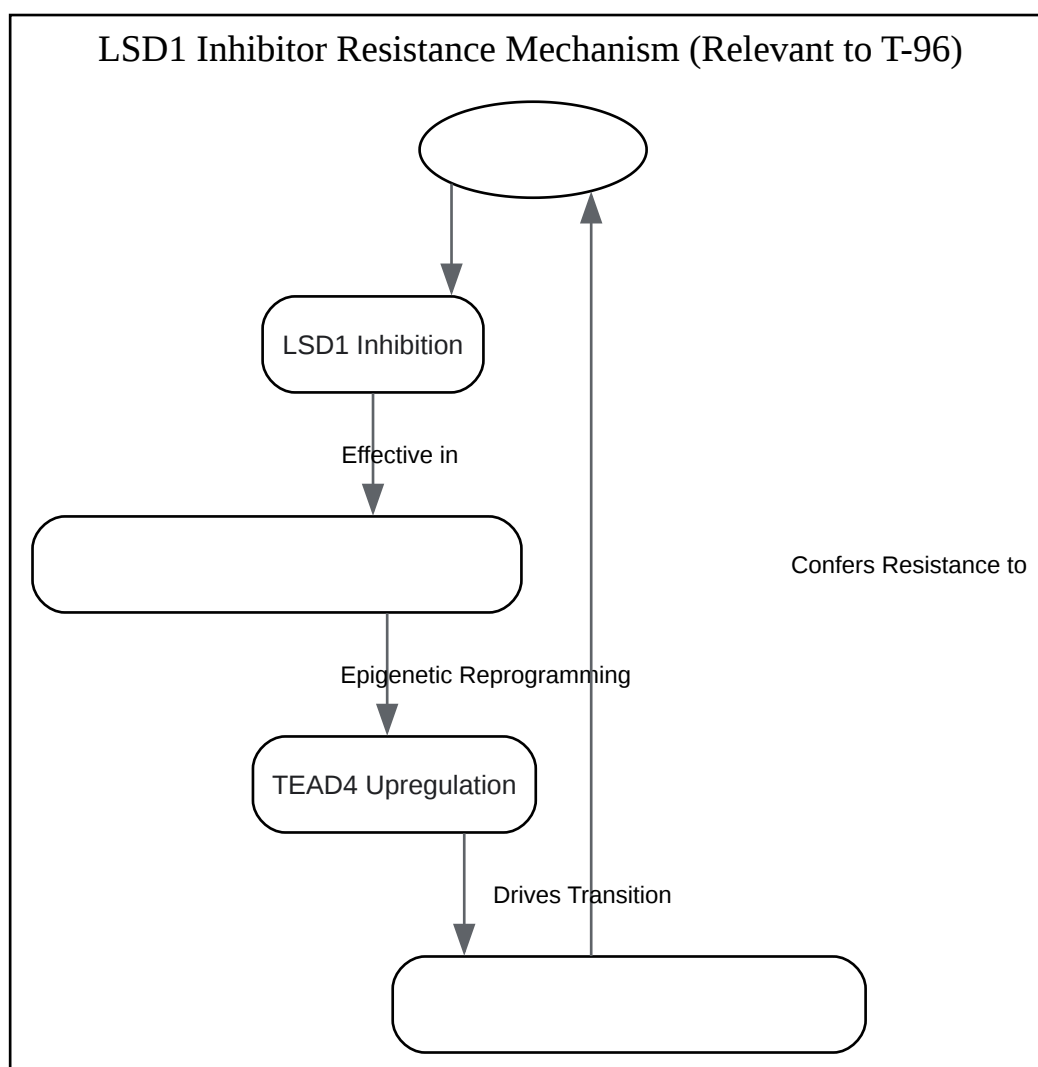 LSD1 Inhibitor Resistance Mechanism (Relevant to T-96)
LSD1 Inhibition
Effective in
Confers Resistance to
Epigenetic Reprogramming
TEAD4 Upregulation
Drives Transition